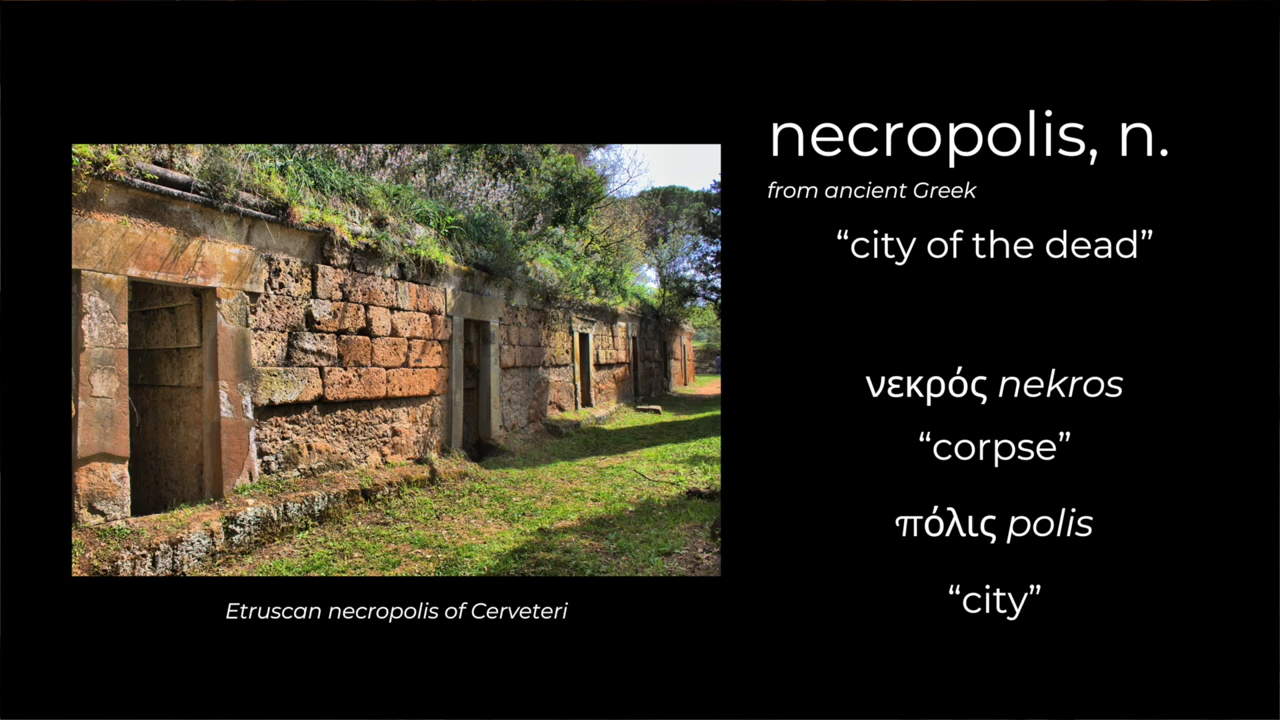 necropolis, n.
from ancient Greek
“city of the dead”
νεκρός nekros
“corpse”
πόλις polis
“city”
Etruscan necropolis of Cerveteri